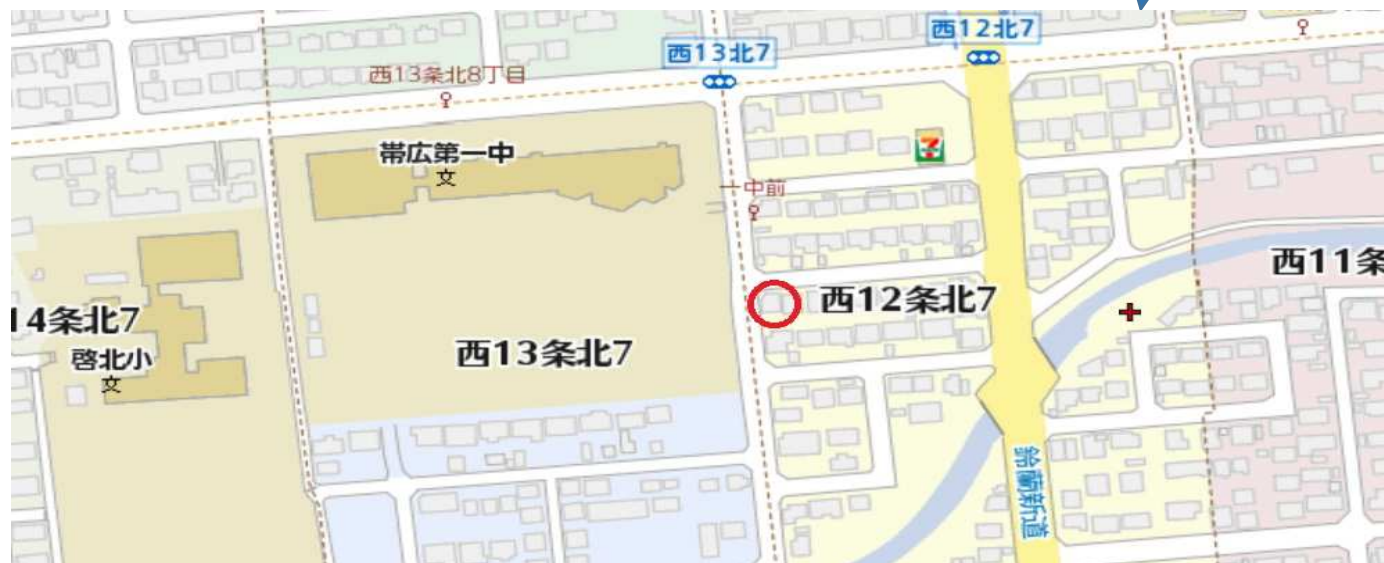 西12北7
西13北7
西13条北8丁目
帯広第一中
文
一中前
西11条
西12条北7
14条北7
西13条北7
啓北小
文
鈴蘭新道
7